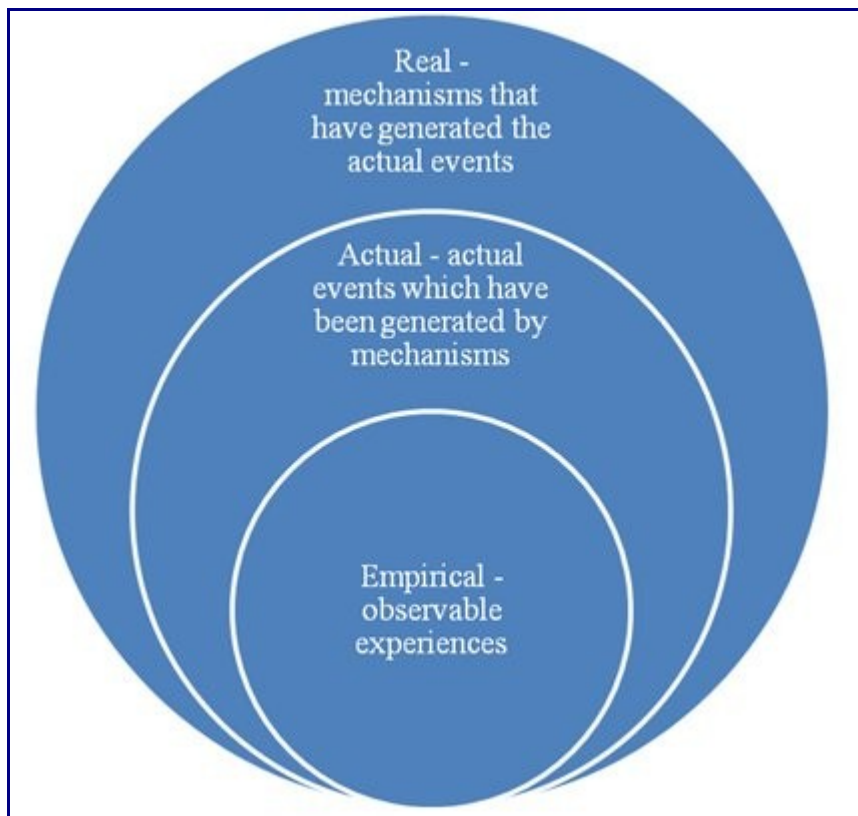 Real -
mechanisms that
have generated the
actual events
Actual - actual
events which have
been generated by
mechanisms
Empirical -
observable
experiences